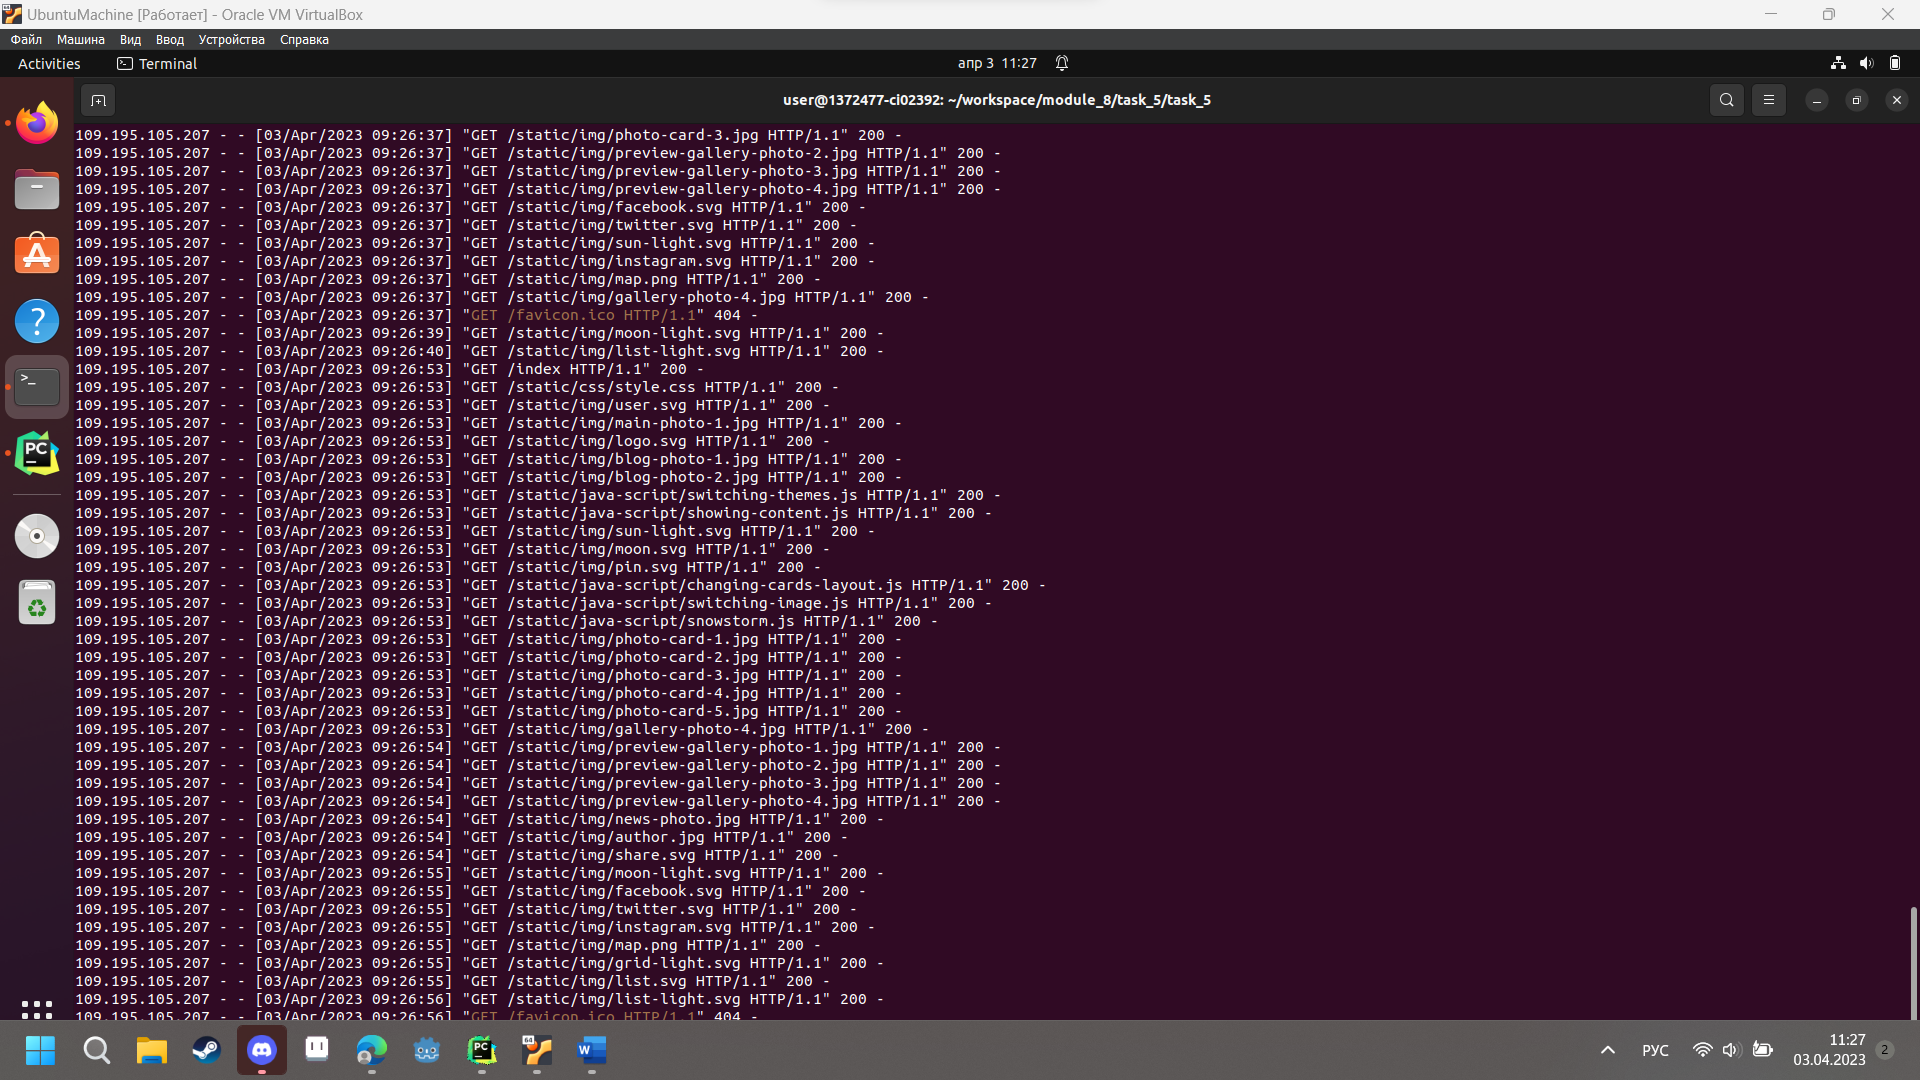 UbuntuMachine [Работает] - Oracle VM VirtualBox
Файл Машина Вид Ввод Устройства Справка
Activities Terminal апр 3 11:27
user@1372477-ci02392: ~/workspace/module_8/task_5/task_5
109.195.105.207 - - [03/Apr/2023 09:26:37] "GET /static/img/photo-card-3.jpg HTTP/1.1" 200 -
109.195.105.207 - - [03/Apr/2023 09:26:37] "GET /static/img/preview-gallery-photo-2.jpg HTTP/1.1" 200 -
109.195.105.207 - - [03/Apr/2023 09:26:37] "GET /static/img/preview-gallery-photo-3.jpg HTTP/1.1" 200 -
109.195.105.207 - - [03/Apr/2023 09:26:37] "GET /static/img/preview-gallery-photo-4.jpg HTTP/1.1" 200 -
109.195.105.207 - - [03/Apr/2023 09:26:37] "GET /static/img/facebook.svg HTTP/1.1" 200 -
109.195.105.207 - - [03/Apr/2023 09:26:37] "GET /static/img/twitter.svg HTTP/1.1" 200 -
109.195.105.207 - - [03/Apr/2023 09:26:37] "GET /static/img/sun-light.svg HTTP/1.1" 200 -
109.195.105.207 - - [03/Apr/2023 09:26:37] "GET /static/img/instagram.svg HTTP/1.1" 200 -
109.195.105.207 - - [03/Apr/2023 09:26:37] "GET /static/img/map.png HTTP/1.1" 200 -
109.195.105.207 - - [03/Apr/2023 09:26:37] "GET /static/img/gallery-photo-4.jpg HTTP/1.1" 200 -
109.195.105.207 - - [03/Apr/2023 09:26:37] "GET /favicon.ico HTTP/1.1" 404 -
109.195.105.207 - - [03/Apr/2023 09:26:39] "GET /static/img/moon-light.svg HTTP/1.1" 200 -
109.195.105.207 - - [03/Apr/2023 09:26:40] "GET /static/img/list-light.svg HTTP/1.1" 200 -
109.195.105.207 - - [03/Apr/2023 09:26:53] "GET /index HTTP/1.1" 200 -
109.195.105.207 - - [03/Apr/2023 09:26:53] "GET /static/css/style.css HTTP/1.1" 200 -
109.195.105.207 - - [03/Apr/2023 09:26:53] "GET /static/img/user.svg HTTP/1.1" 200 -
109.195.105.207 - - [03/Apr/2023 09:26:53] "GET /static/img/main-photo-1.jpg HTTP/1.1" 200 -
109.195.105.207 - - [03/Apr/2023 09:26:53] "GET /static/img/logo.svg HTTP/1.1" 200 -
109.195.105.207 - - [03/Apr/2023 09:26:53] "GET /static/img/blog-photo-1.jpg HTTP/1.1" 200 -
109.195.105.207 - - [03/Apr/2023 09:26:53] "GET /static/img/blog-photo-2.jpg HTTP/1.1" 200 -
109.195.105.207 - - [03/Apr/2023 09:26:53] "GET /static/java-script/switching-themes.js HTTP/1.1" 200 -
109.195.105.207 - - [03/Apr/2023 09:26:53] "GET /static/java-script/showing-content.js HTTP/1.1" 200 -
109.195.105.207 - - [03/Apr/2023 09:26:53] "GET /static/img/sun-light.svg HTTP/1.1" 200 -
109.195.105.207 - - [03/Apr/2023 09:26:53] "GET /static/img/moon.svg HTTP/1.1" 200 -
109.195.105.207 - - [03/Apr/2023 09:26:53] "GET /static/img/pin.svg HTTP/1.1" 200 -
109.195.105.207 - - [03/Apr/2023 09:26:53] "GET /static/java-script/changing-cards-layout.js HTTP/1.1" 200 -
109.195.105.207 - - [03/Apr/2023 09:26:53] "GET /static/java-script/switching-image.js HTTP/1.1" 200 -
109.195.105.207 - - [03/Apr/2023 09:26:53] "GET /static/java-script/snowstorm.js HTTP/1.1" 200 -
109.195.105.207 - - [03/Apr/2023 09:26:53] "GET /static/img/photo-card-1.jpg HTTP/1.1" 200 -
109.195.105.207 - - [03/Apr/2023 09:26:53] "GET /static/img/photo-card-2.jpg HTTP/1.1" 200 -
109.195.105.207 - - [03/Apr/2023 09:26:53] "GET /static/img/photo-card-3.jpg HTTP/1.1" 200 -
109.195.105.207 - - [03/Apr/2023 09:26:53] "GET /static/img/photo-card-4.jpg HTTP/1.1" 200 -
109.195.105.207 - - [03/Apr/2023 09:26:53] "GET /static/img/photo-card-5.jpg HTTP/1.1" 200 -
109.195.105.207 - - [03/Apr/2023 09:26:53] "GET /static/img/gallery-photo-4.jpg HTTP/1.1" 200 -
109.195.105.207 - - [03/Apr/2023 09:26:54] "GET /static/img/preview-gallery-photo-1.jpg HTTP/1.1" 200 -
109.195.105.207 - - [03/Apr/2023 09:26:54] "GET /static/img/preview-gallery-photo-2.jpg HTTP/1.1" 200 -
109.195.105.207 - - [03/Apr/2023 09:26:54] "GET /static/img/preview-gallery-photo-3.jpg HTTP/1.1" 200 -
109.195.105.207 - - [03/Apr/2023 09:26:54] "GET /static/img/preview-gallery-photo-4.jpg HTTP/1.1" 200 -
109.195.105.207 - - [03/Apr/2023 09:26:54] "GET /static/img/news-photo.jpg HTTP/1.1" 200 -
109.195.105.207 - - [03/Apr/2023 09:26:54] "GET /static/img/author.jpg HTTP/1.1" 200 -
109.195.105.207 - - [03/Apr/2023 09:26:54] "GET /static/img/share.svg HTTP/1.1" 200 -
109.195.105.207 - - [03/Apr/2023 09:26:55] "GET /static/img/moon-light.svg HTTP/1.1" 200 -
109.195.105.207 - - [03/Apr/2023 09:26:55] "GET /static/img/facebook.svg HTTP/1.1" 200 -
109.195.105.207 - - [03/Apr/2023 09:26:55] "GET /static/img/twitter.svg HTTP/1.1" 200 -
109.195.105.207 - - [03/Apr/2023 09:26:55] "GET /static/img/instagram.svg HTTP/1.1" 200 -
109.195.105.207 - - [03/Apr/2023 09:26:55] "GET /static/img/map.png HTTP/1.1" 200 -
109.195.105.207 - - [03/Apr/2023 09:26:55] "GET /static/img/grid-light.svg HTTP/1.1" 200 -
109.195.105.207 - - [03/Apr/2023 09:26:55] "GET /static/img/list.svg HTTP/1.1" 200 -
109.195.105.207 - - [03/Apr/2023 09:26:56] "GET /static/img/list-light.svg HTTP/1.1" 200 -
109.195.105.207 - - [03/Apr/2023 09:26:56] "GET /favicon.ico HTTP/1.1" 404 -
РУС
11:27
03.04.2023
2